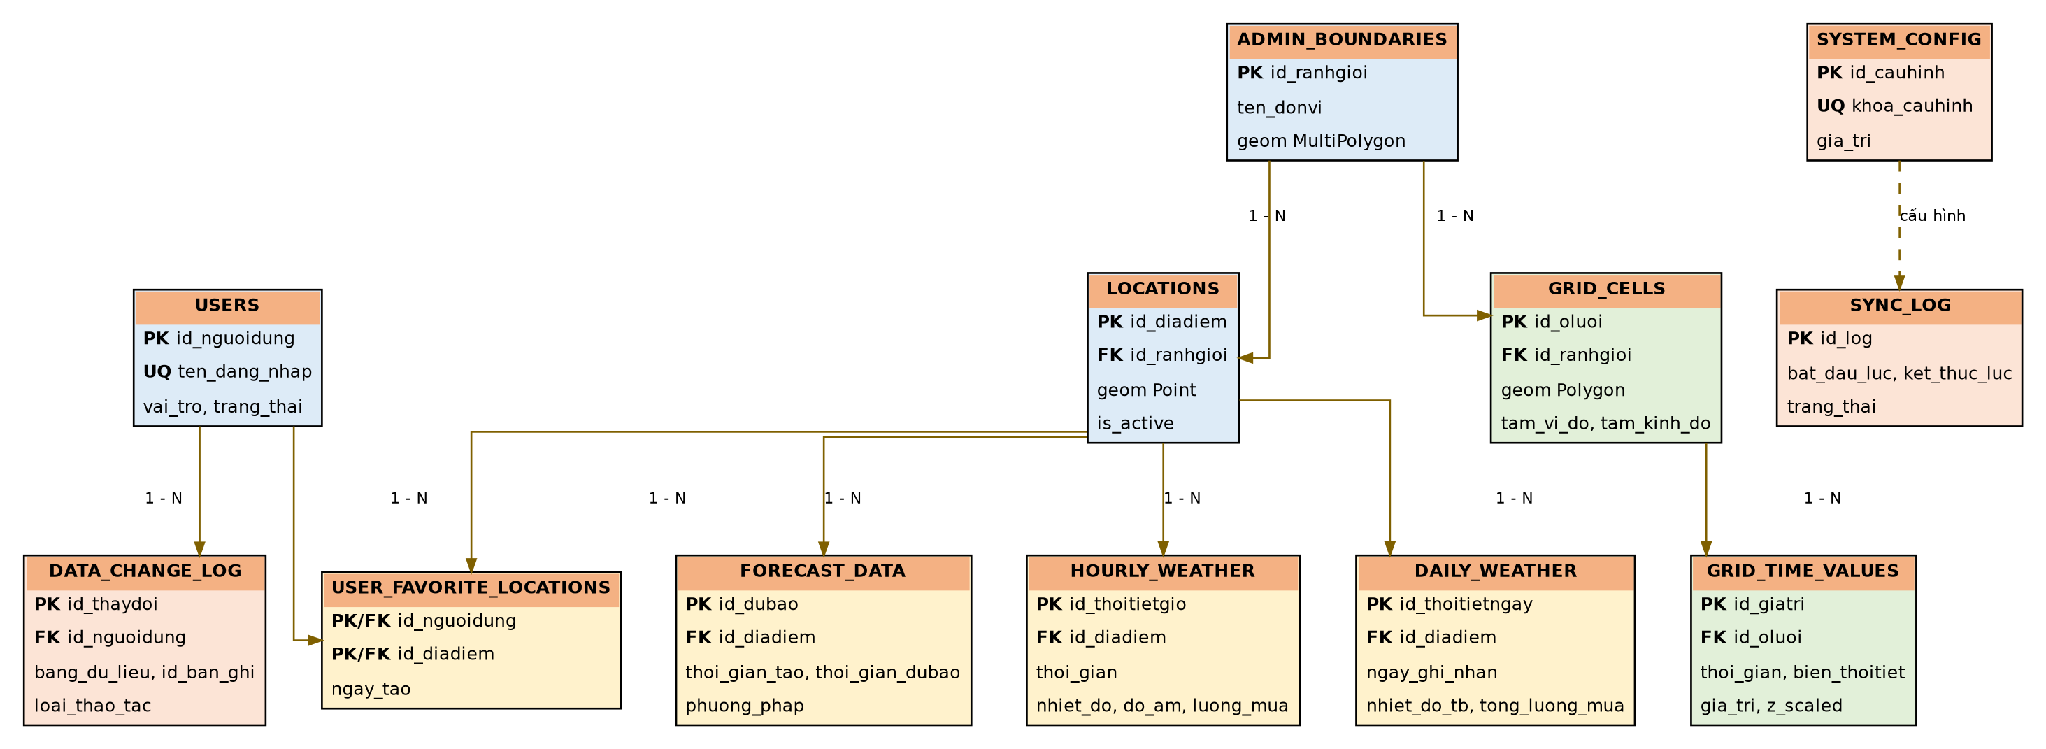 ADMIN_BOUNDARIES
PK id_ranhgioi
ten_donvi
geom MultiPolygon
SYSTEM_CONFIG
PK id_cauhinh
UQ khoa_cauhinh
gia_tri
1 - N
1 - N
cấu hình
USERS
PK id_nguoidung
UQ ten_dang_nhap
vai_tro, trang_thai
LOCATIONS
PK id_diadiem
FK id_ranhgioi
geom Point
is_active
GRID_CELLS
PK id_oluoi
FK id_ranhgioi
geom Polygon
tam_vi_do, tam_kinh_do
SYNC_LOG
PK id_log
bat_dau_luc, ket_thuc_luc
trang_thai
1 - N
1 - N
1 - N
1 - N
1 - N
1 - N
1 - N
DATA_CHANGE_LOG
PK id_thaydoi
FK id_nguoidung
bang_du_lieu, id_ban_ghi
loai_thao_tac
USER_FAVORITE_LOCATIONS
PK/FK id_nguoidung
PK/FK id_diadiem
ngay_tao
FORECAST_DATA
PK id_dubao
FK id_diadiem
thoi_gian_tao, thoi_gian_dubao
phuong_phap
HOURLY_WEATHER
PK id_thoitietgio
FK id_diadiem
thoi_gian
nhiet_do, do_am, luong_mua
DAILY_WEATHER
PK id_thoitietngay
FK id_diadiem
ngay_ghi_nhan
nhiet_do_tb, tong_luong_mua
GRID_TIME_VALUES
PK id_giatri
FK id_oluoi
thoi_gian, bien_thoitiet
gia_tri, z_scaled